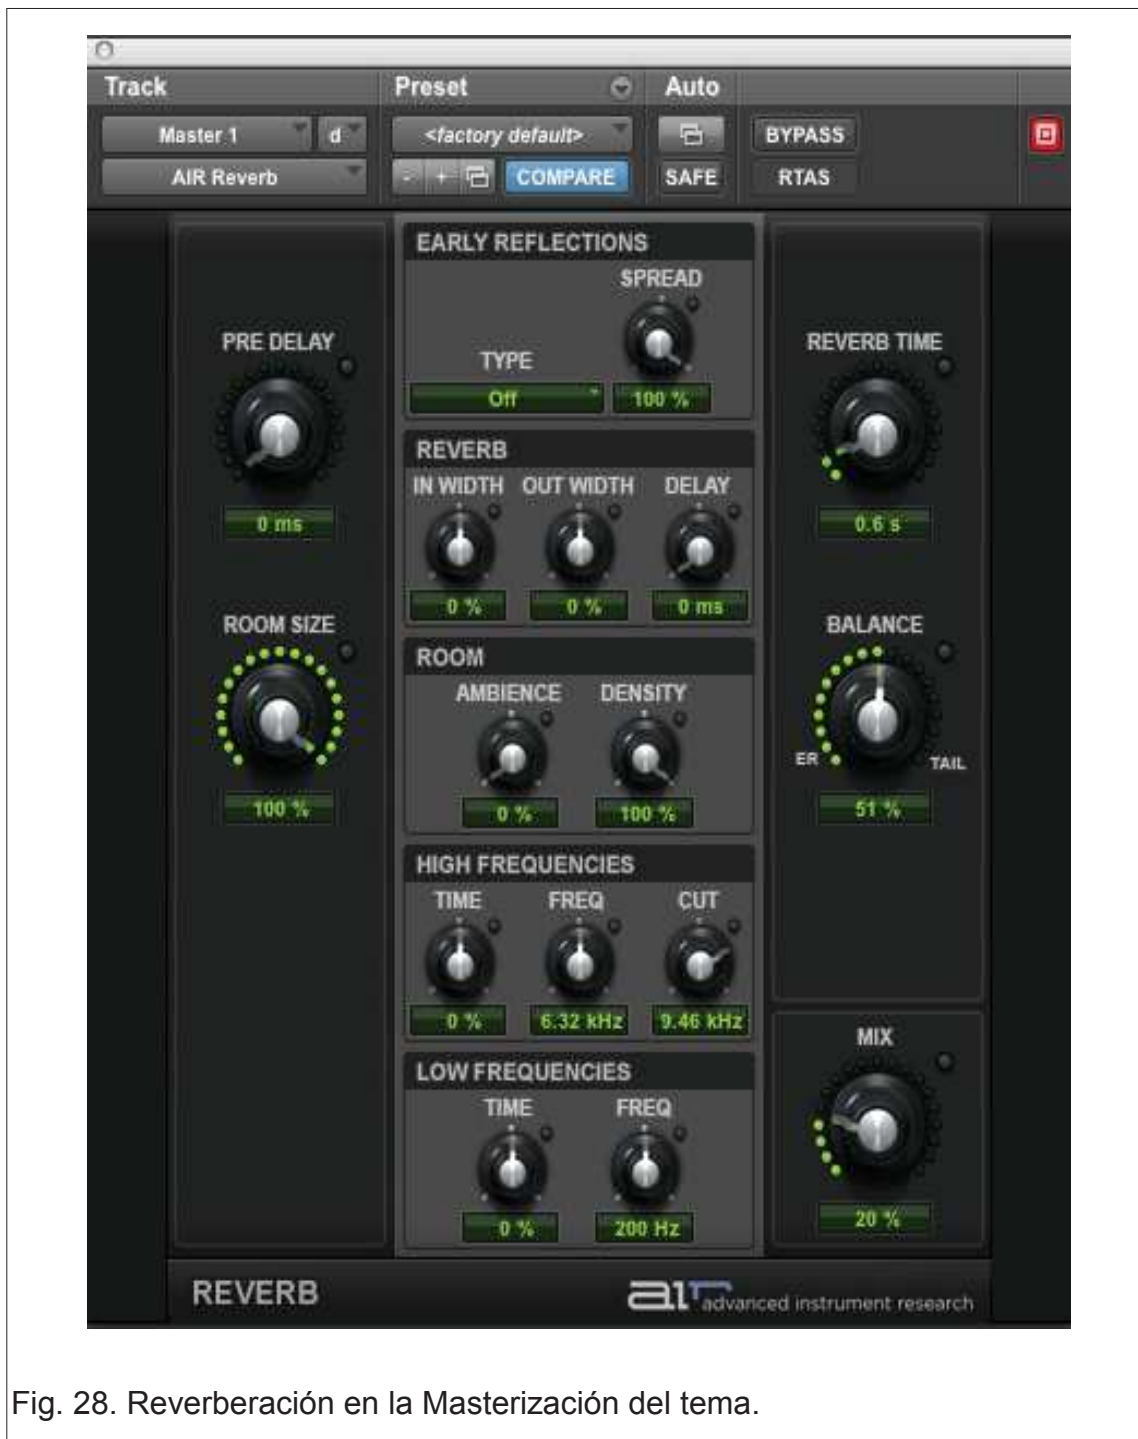 Track
Preset
Auto
Master 1
d
<factory default>
BYPASS
AIR Reverb
-
+
COMPARE
SAFE
RTAS
PRE DELAY
0 ms
ROOM SIZE
100 %
EARLY REFLECTIONS
SPREAD
TYPE
Off
100 %
REVERB
IN WIDTH
OUT WIDTH
DELAY
0 %
0 %
0 ms
ROOM
AMBIENCE
DENSITY
0 %
100 %
HIGH FREQUENCIES
TIME
FREQ
CUT
0 %
6.32 kHz
9.46 kHz
LOW FREQUENCIES
TIME
FREQ
0 %
200 Hz
REVERB TIME
0.6 s
BALANCE
ER
TAIL
51 %
MIX
20 %
REVERB
air advanced instrument research
Fig. 28. Reverberación en la Masterización del tema.